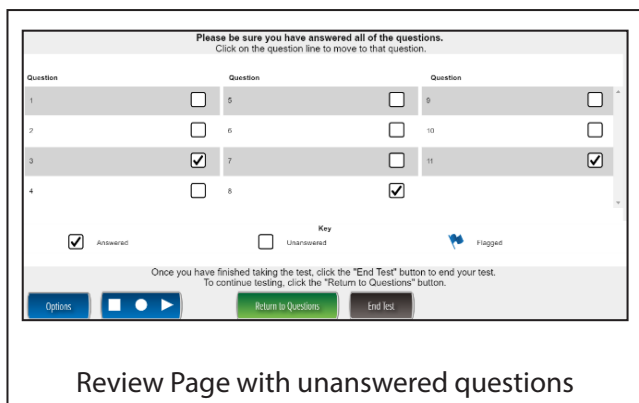 Please be sure you have answered all of the questions.
Click on the question line to move to that question.
Question Question Question
1 5 9
2 6 10
3 7 11
4 8
Key
Answered Unanswered Flagged
Once you have finished taking the test, click the "End Test" button to end your test.
To continue testing, click the "Return to Questions" button.
Options Return to Questions End Test
Review Page with unanswered questions